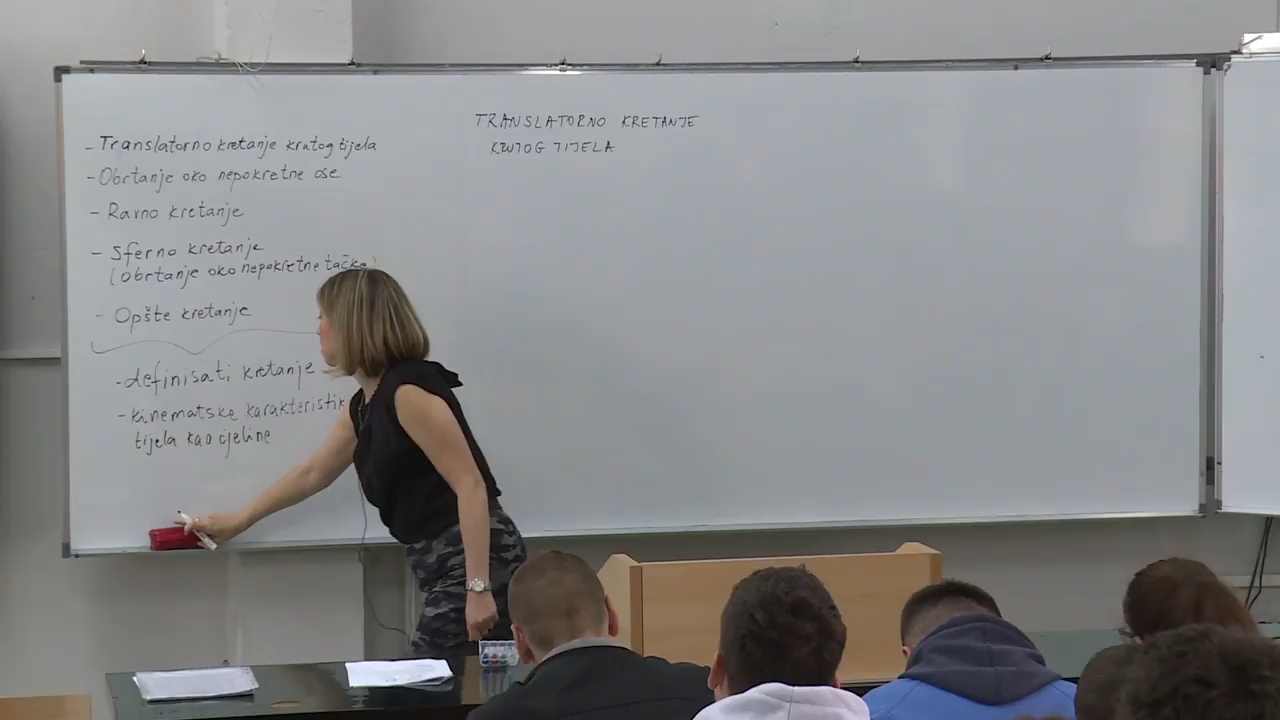 - Translatorno kretanje krutog tijela
- Obrtanje oko nepokretne ose
- Ravno kretanje
- Sferno kretanje
(obrtanje oko nepokretne tačke)
- Opšte kretanje
- definisati kretanje
- kinematske karakteristik
tijela kao cjeline
TRANSLATORNO KRETANJE
KRUTOG TIJELA